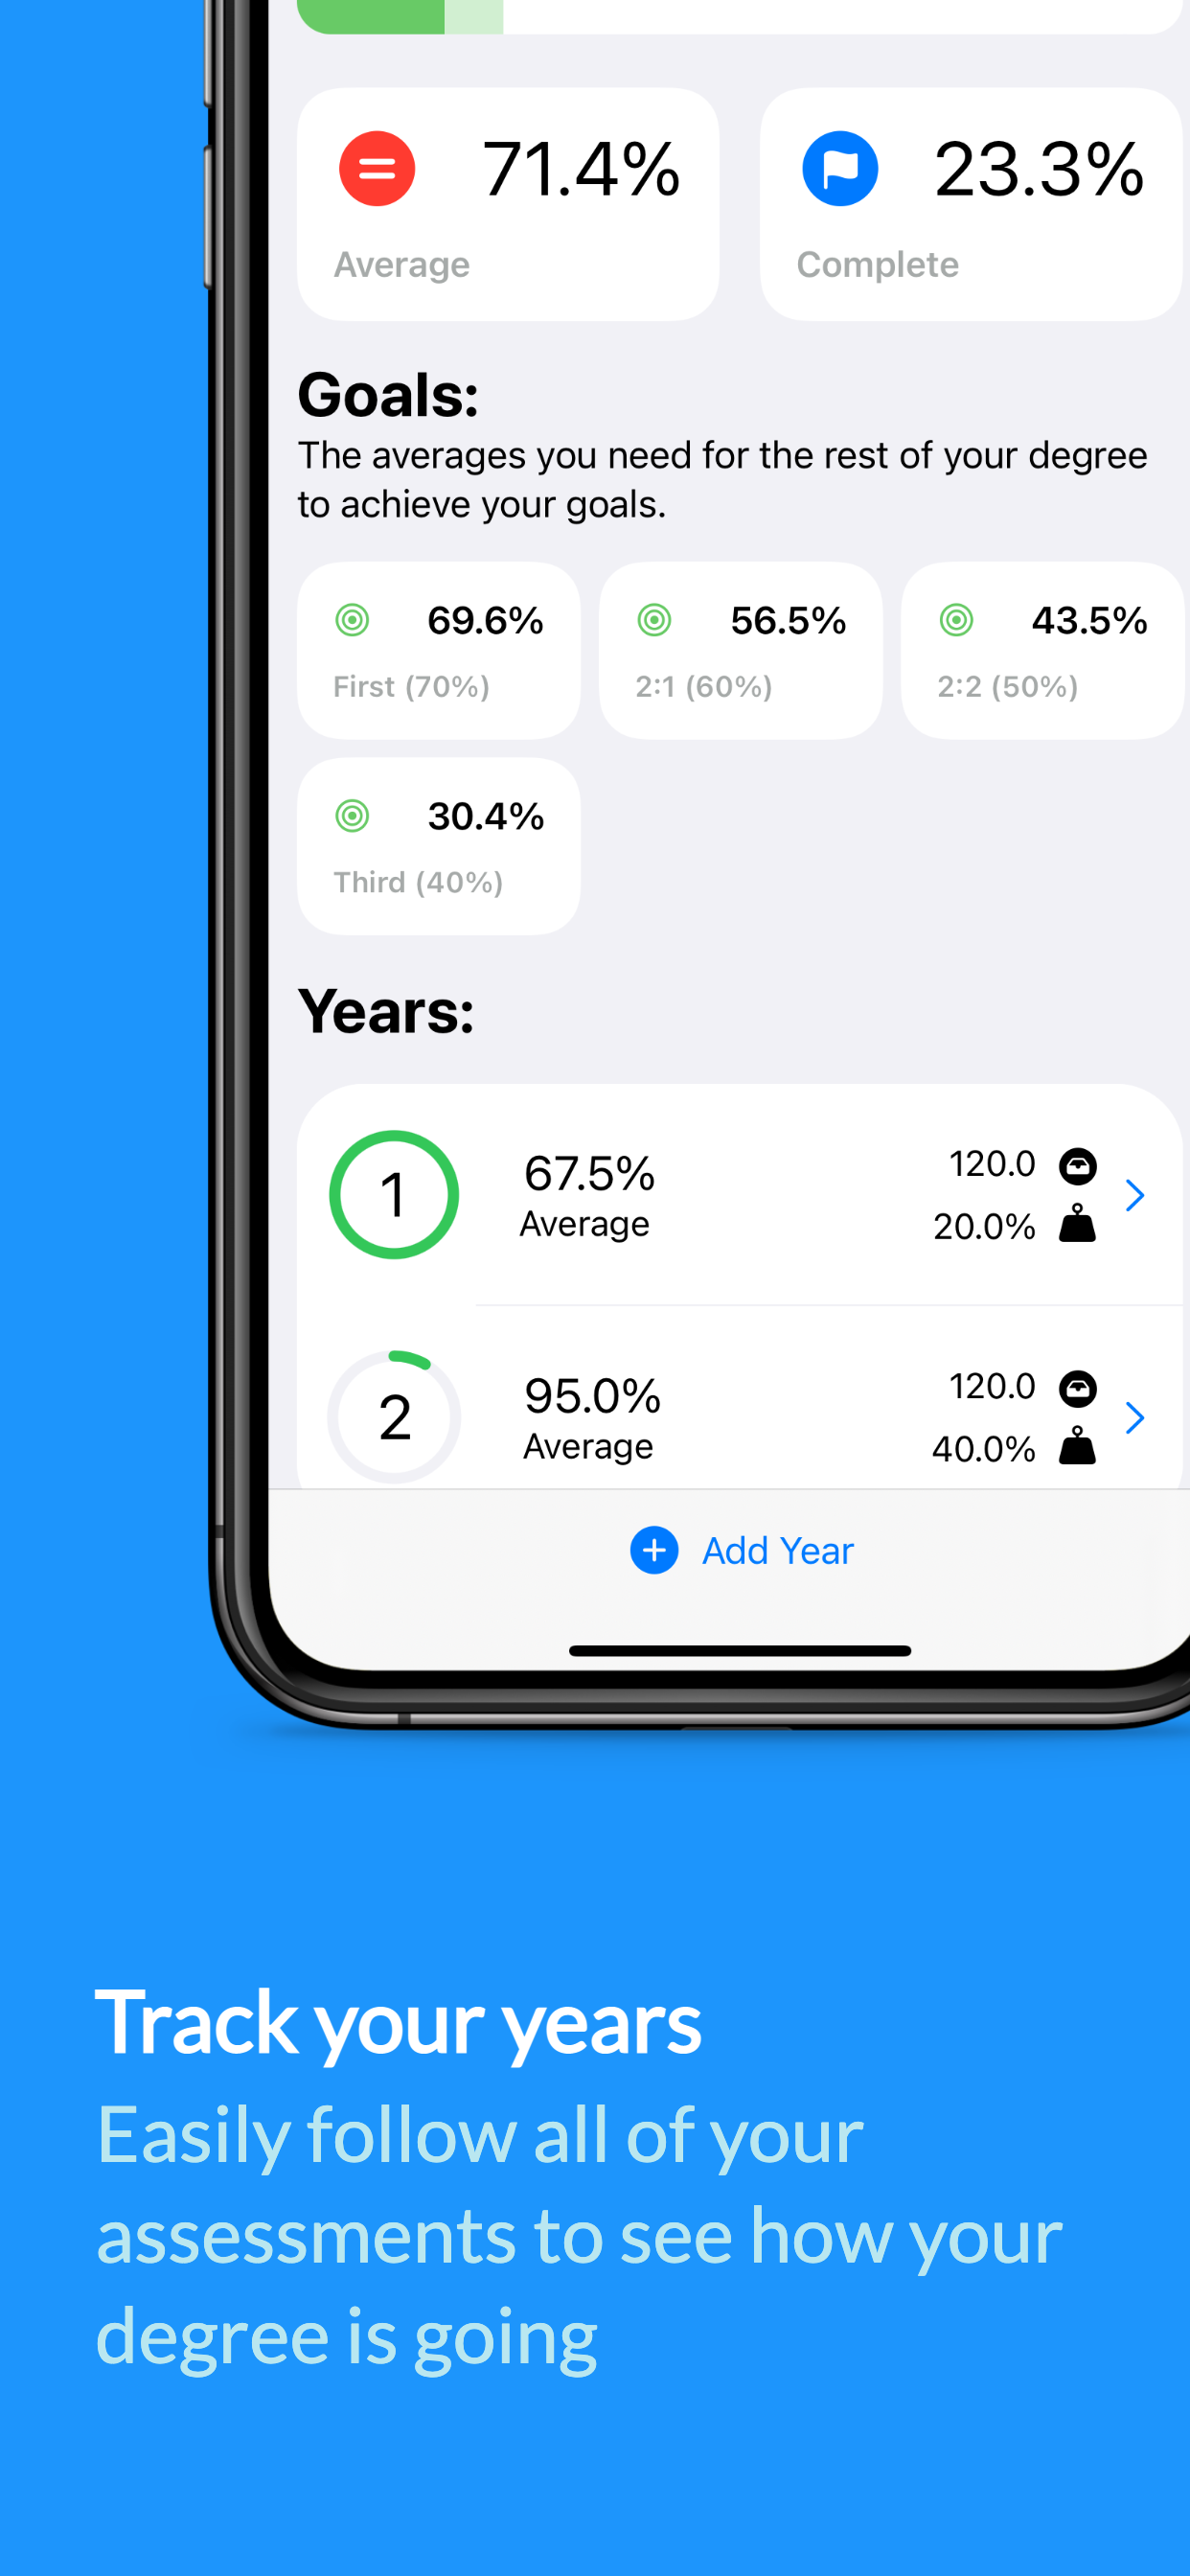 71.4%
Average
23.3%
Complete
Goals:
The averages you need for the rest of your degree
to achieve your goals.
69.6%
First (70%)
56.5%
2:1 (60%)
43.5%
2:2 (50%)
30.4%
Third (40%)
Years:
1
67.5%
Average
120.0
20.0%
2
95.0%
Average
120.0
40.0%
Add Year
Track your years
Easily follow all of your
assessments to see how your
degree is going